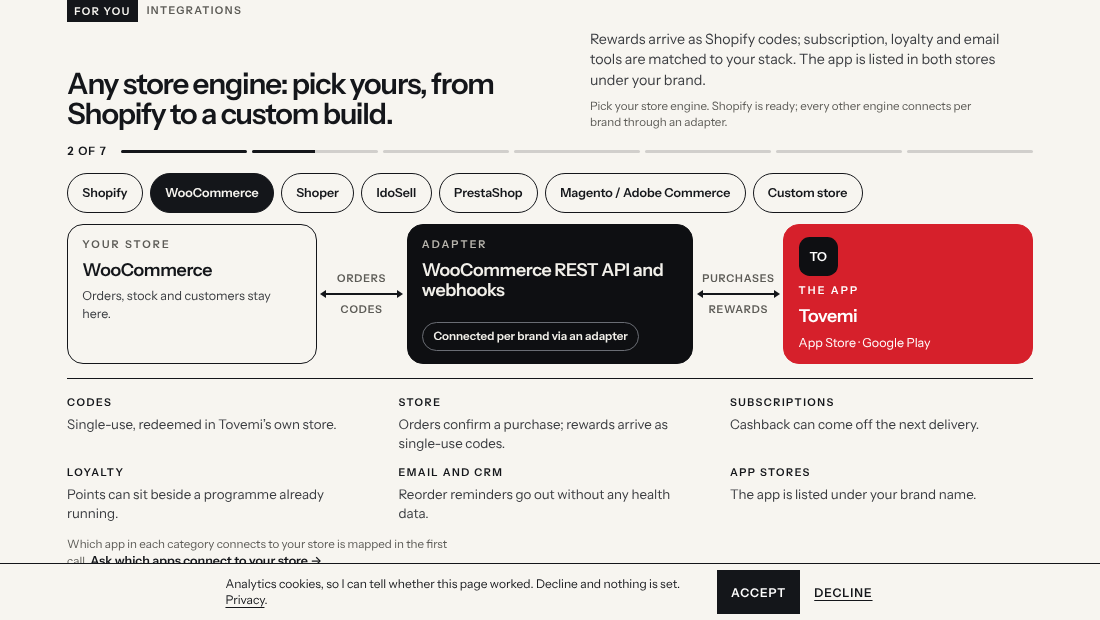 FOR YOU INTEGRATIONS
Any store engine: pick yours, from
Shopify to a custom build.
Rewards arrive as Shopify codes; subscription, loyalty and email
tools are matched to your stack. The app is listed in both stores
under your brand.
Pick your store engine. Shopify is ready; every other engine connects per
brand through an adapter.
2 OF 7
Shopify WooCommerce Shoper IdoSell PrestaShop Magento / Adobe Commerce Custom store
YOUR STORE
WooCommerce
Orders, stock and customers stay
here.
ORDERS
CODES
ADAPTER
WooCommerce REST API and
webhooks
Connected per brand via an adapter
PURCHASES
REWARDS
TO
THE APP
Tovemi
App Store · Google Play
CODES
Single-use, redeemed in Tovemi's own store.
STORE
Orders confirm a purchase; rewards arrive as
single-use codes.
SUBSCRIPTIONS
Cashback can come off the next delivery.
LOYALTY
Points can sit beside a programme already
running.
EMAIL AND CRM
Reorder reminders go out without any health
data.
APP STORES
The app is listed under your brand name.
Which app in each category connects to your store is mapped in the first
call. Ask which apps connect to your store →
Analytics cookies, so I can tell whether this page worked. Decline and nothing is set.
Privacy.
ACCEPT DECLINE